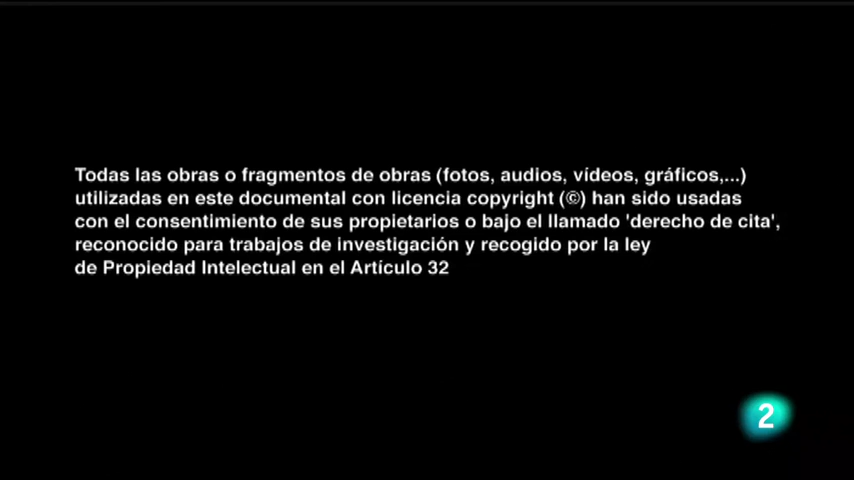 Todas las obras o fragmentos de obras (fotos, audios, vídeos, gráficos,...)
utilizadas en este documental con licencia copyright (©) han sido usadas
con el consentimiento de sus propietarios o bajo el llamado 'derecho de cita',
reconocido para trabajos de investigación y recogido por la ley
de Propiedad Intelectual en el Artículo 32
2